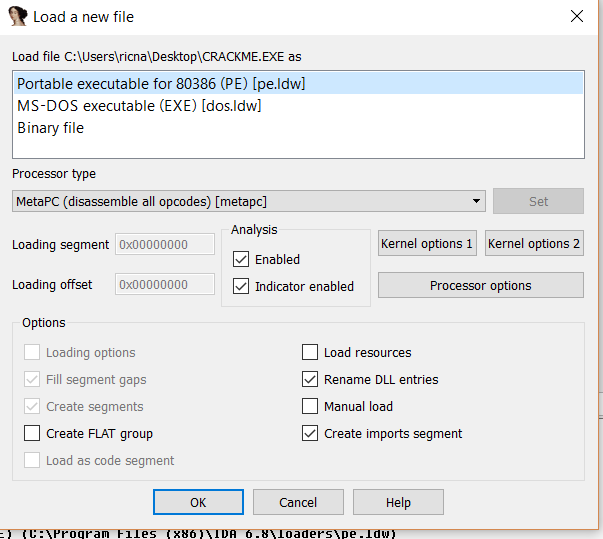 Load a new file
Load file C:\Users\ricna\Desktop\CRACKME.EXE as
Portable executable for 80386 (PE) [pe.ldw]
MS-DOS executable (EXE) [dos.ldw]
Binary file
Processor type
MetaPC (disassemble all opcodes) [metapc]
Set
Loading segment
0x00000000
Loading offset
0x00000000
Analysis
Enabled
Indicator enabled
Kernel options 1
Kernel options 2
Processor options
Options
Loading options
Fill segment gaps
Create segments
Create FLAT group
Load as code segment
Load resources
Rename DLL entries
Manual load
Create imports segment
OK
Cancel
Help
E) (C:\Program Files (x86)\IDA 6.8\loaders\pe.ldw)